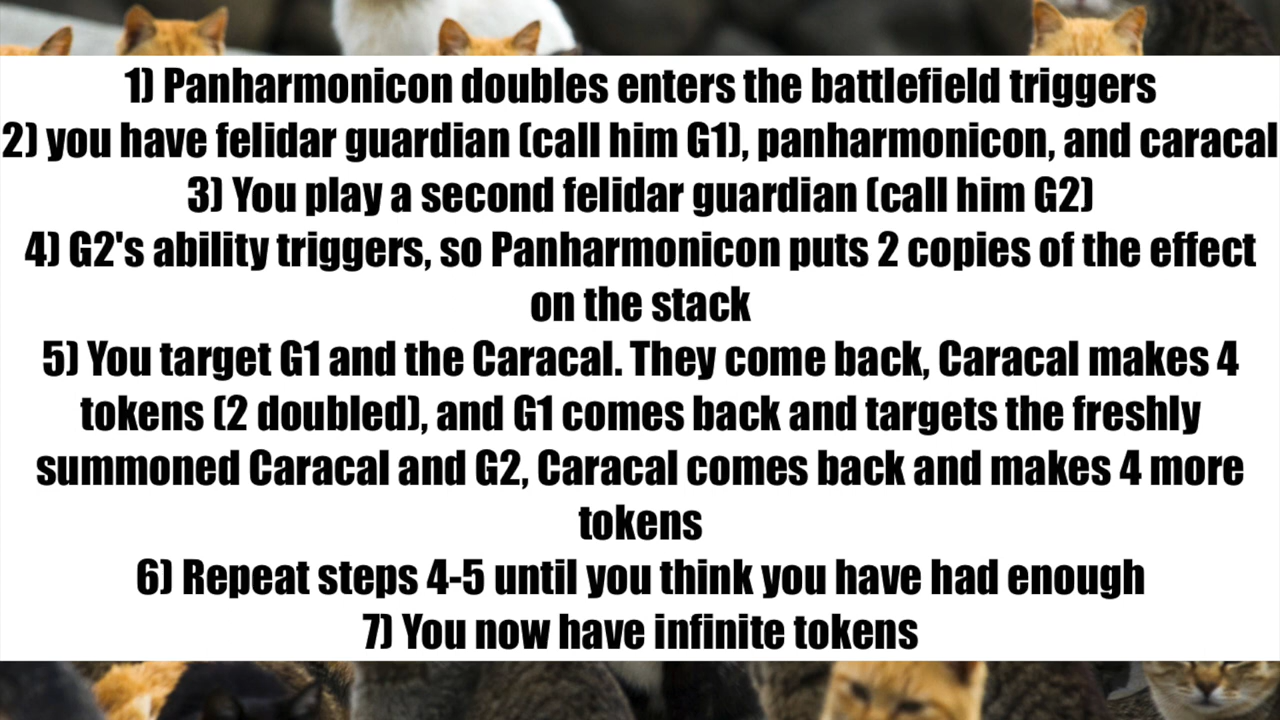 1) Panharmonicon doubles enters the battlefield triggers
2) you have felidar guardian (call him G1), panharmonicon, and caracal
3) You play a second felidar guardian (call him G2)
4) G2's ability triggers, so Panharmonicon puts 2 copies of the effect
on the stack
5) You target G1 and the Caracal. They come back, Caracal makes 4
tokens (2 doubled), and G1 comes back and targets the freshly
summoned Caracal and G2, Caracal comes back and makes 4 more
tokens
6) Repeat steps 4-5 until you think you have had enough
7) You now have infinite tokens